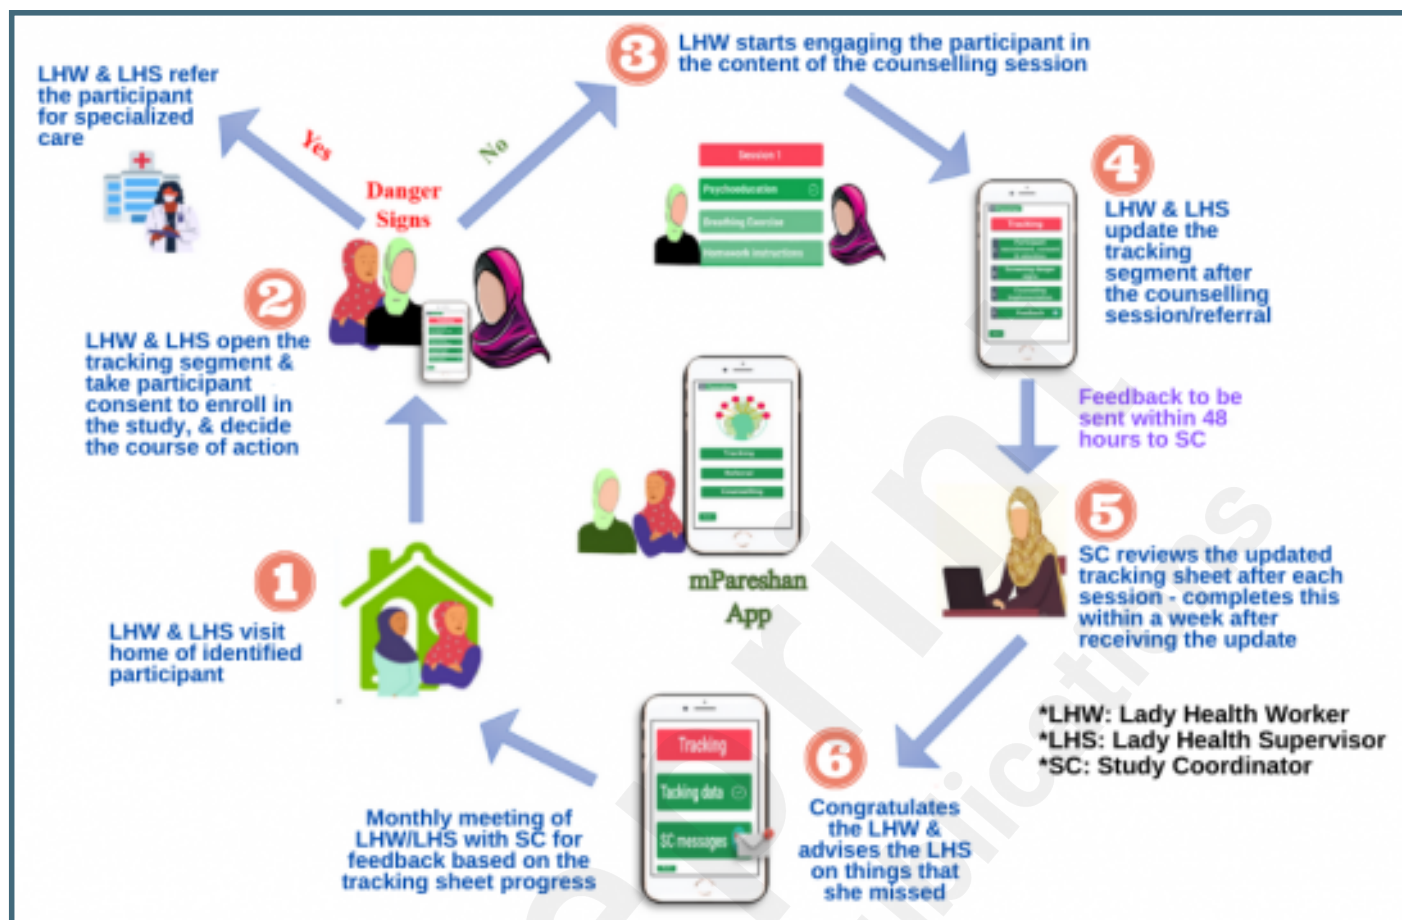 3
LHW starts engaging the participant in
the content of the counselling session
LHW & LHS refer
the participant
for specialized
care
Yes
No
Danger
Signs
Session 1
Psychoeducation
Breathing Exercise
Homework instructions
4
LHW & LHS
update the
tracking
segment after
the counselling
session/referral
Tracking
Feedback
2
LHW & LHS open the
tracking segment &
take participant
consent to enroll in
the study, & decide
the course of action
Feedback to be
sent within 48
hours to SC
Tracking
Referral
Counselling
mPareshan
App
5
SC reviews the updated
tracking sheet after each
session - completes this
within a week after
receiving the update
1
LHW & LHS visit
home of identified
participant
*LHW: Lady Health Worker
*LHS: Lady Health Supervisor
*SC: Study Coordinator
6
Congratulates
the LHW &
advises the LHS
on things that
she missed
Tracking
Tacking data
SC messages
Monthly meeting of
LHW/LHS with SC for
feedback based on the
tracking sheet progress